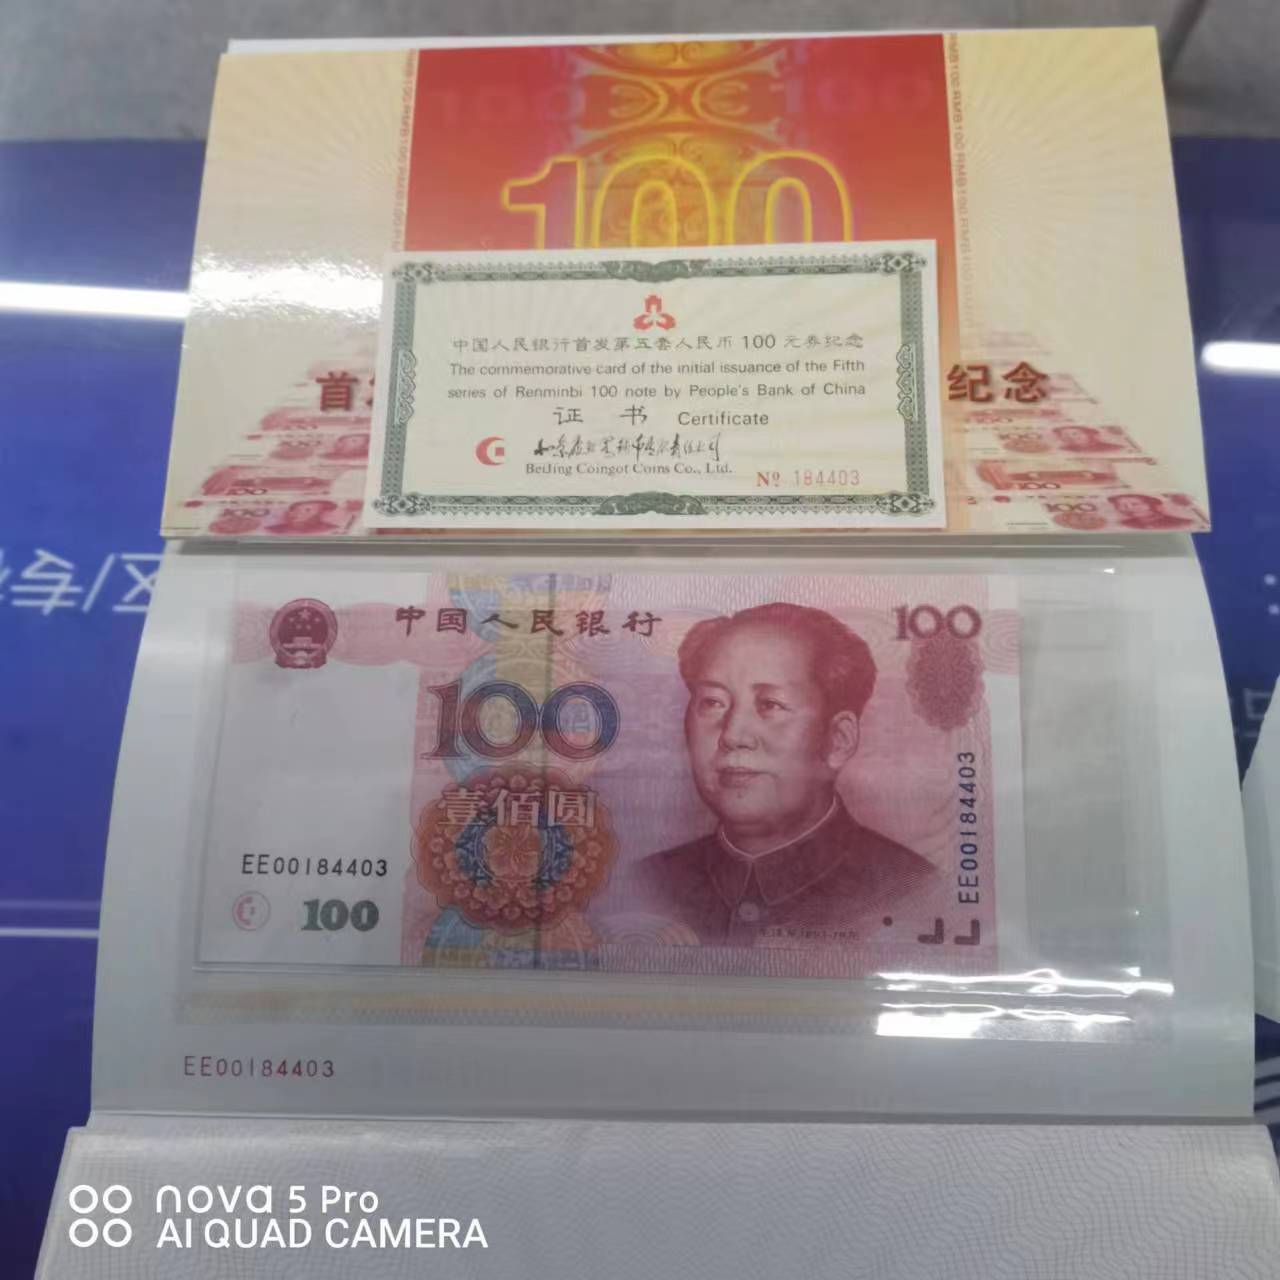 100
首
纪念
中国人民银行首发第五套人民币 100 元券纪念
The commemorative card of the initial issuance of the Fifth
series of Renminbi 100 note by People's Bank of China
证 书 Certificate
BeiJing Coingot Coins Co., Ltd.
Nº 184403
中国人民银行
100
100
壹佰圆
EE00184403
100
EE00184403
EE00184403
nova 5 Pro
AI QUAD CAMERA